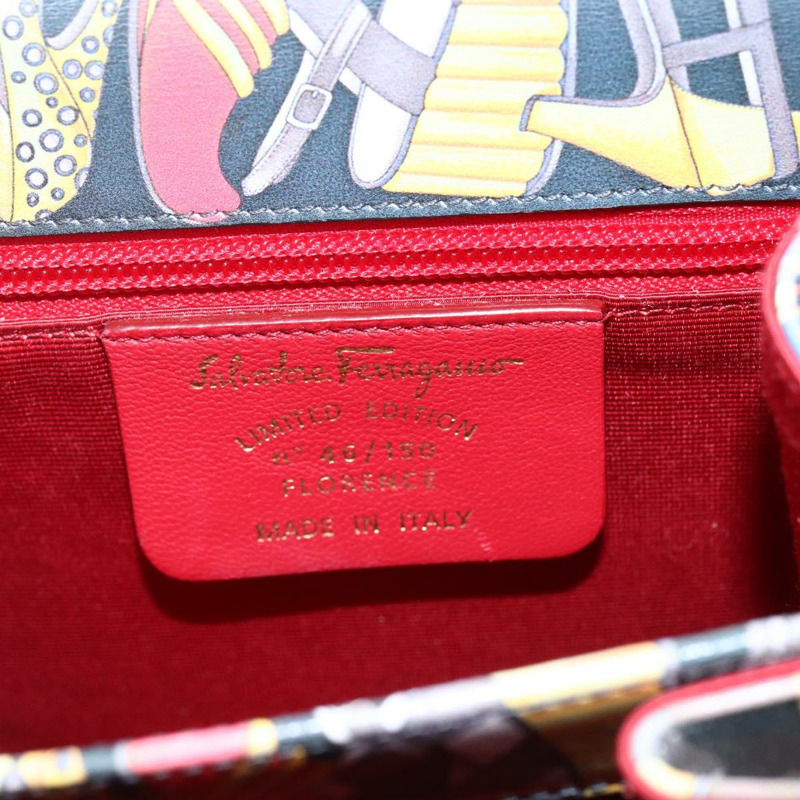 Salvatore Ferragamo
LIMITED EDITION
n° 46/150
FLORENCE
MADE IN ITALY